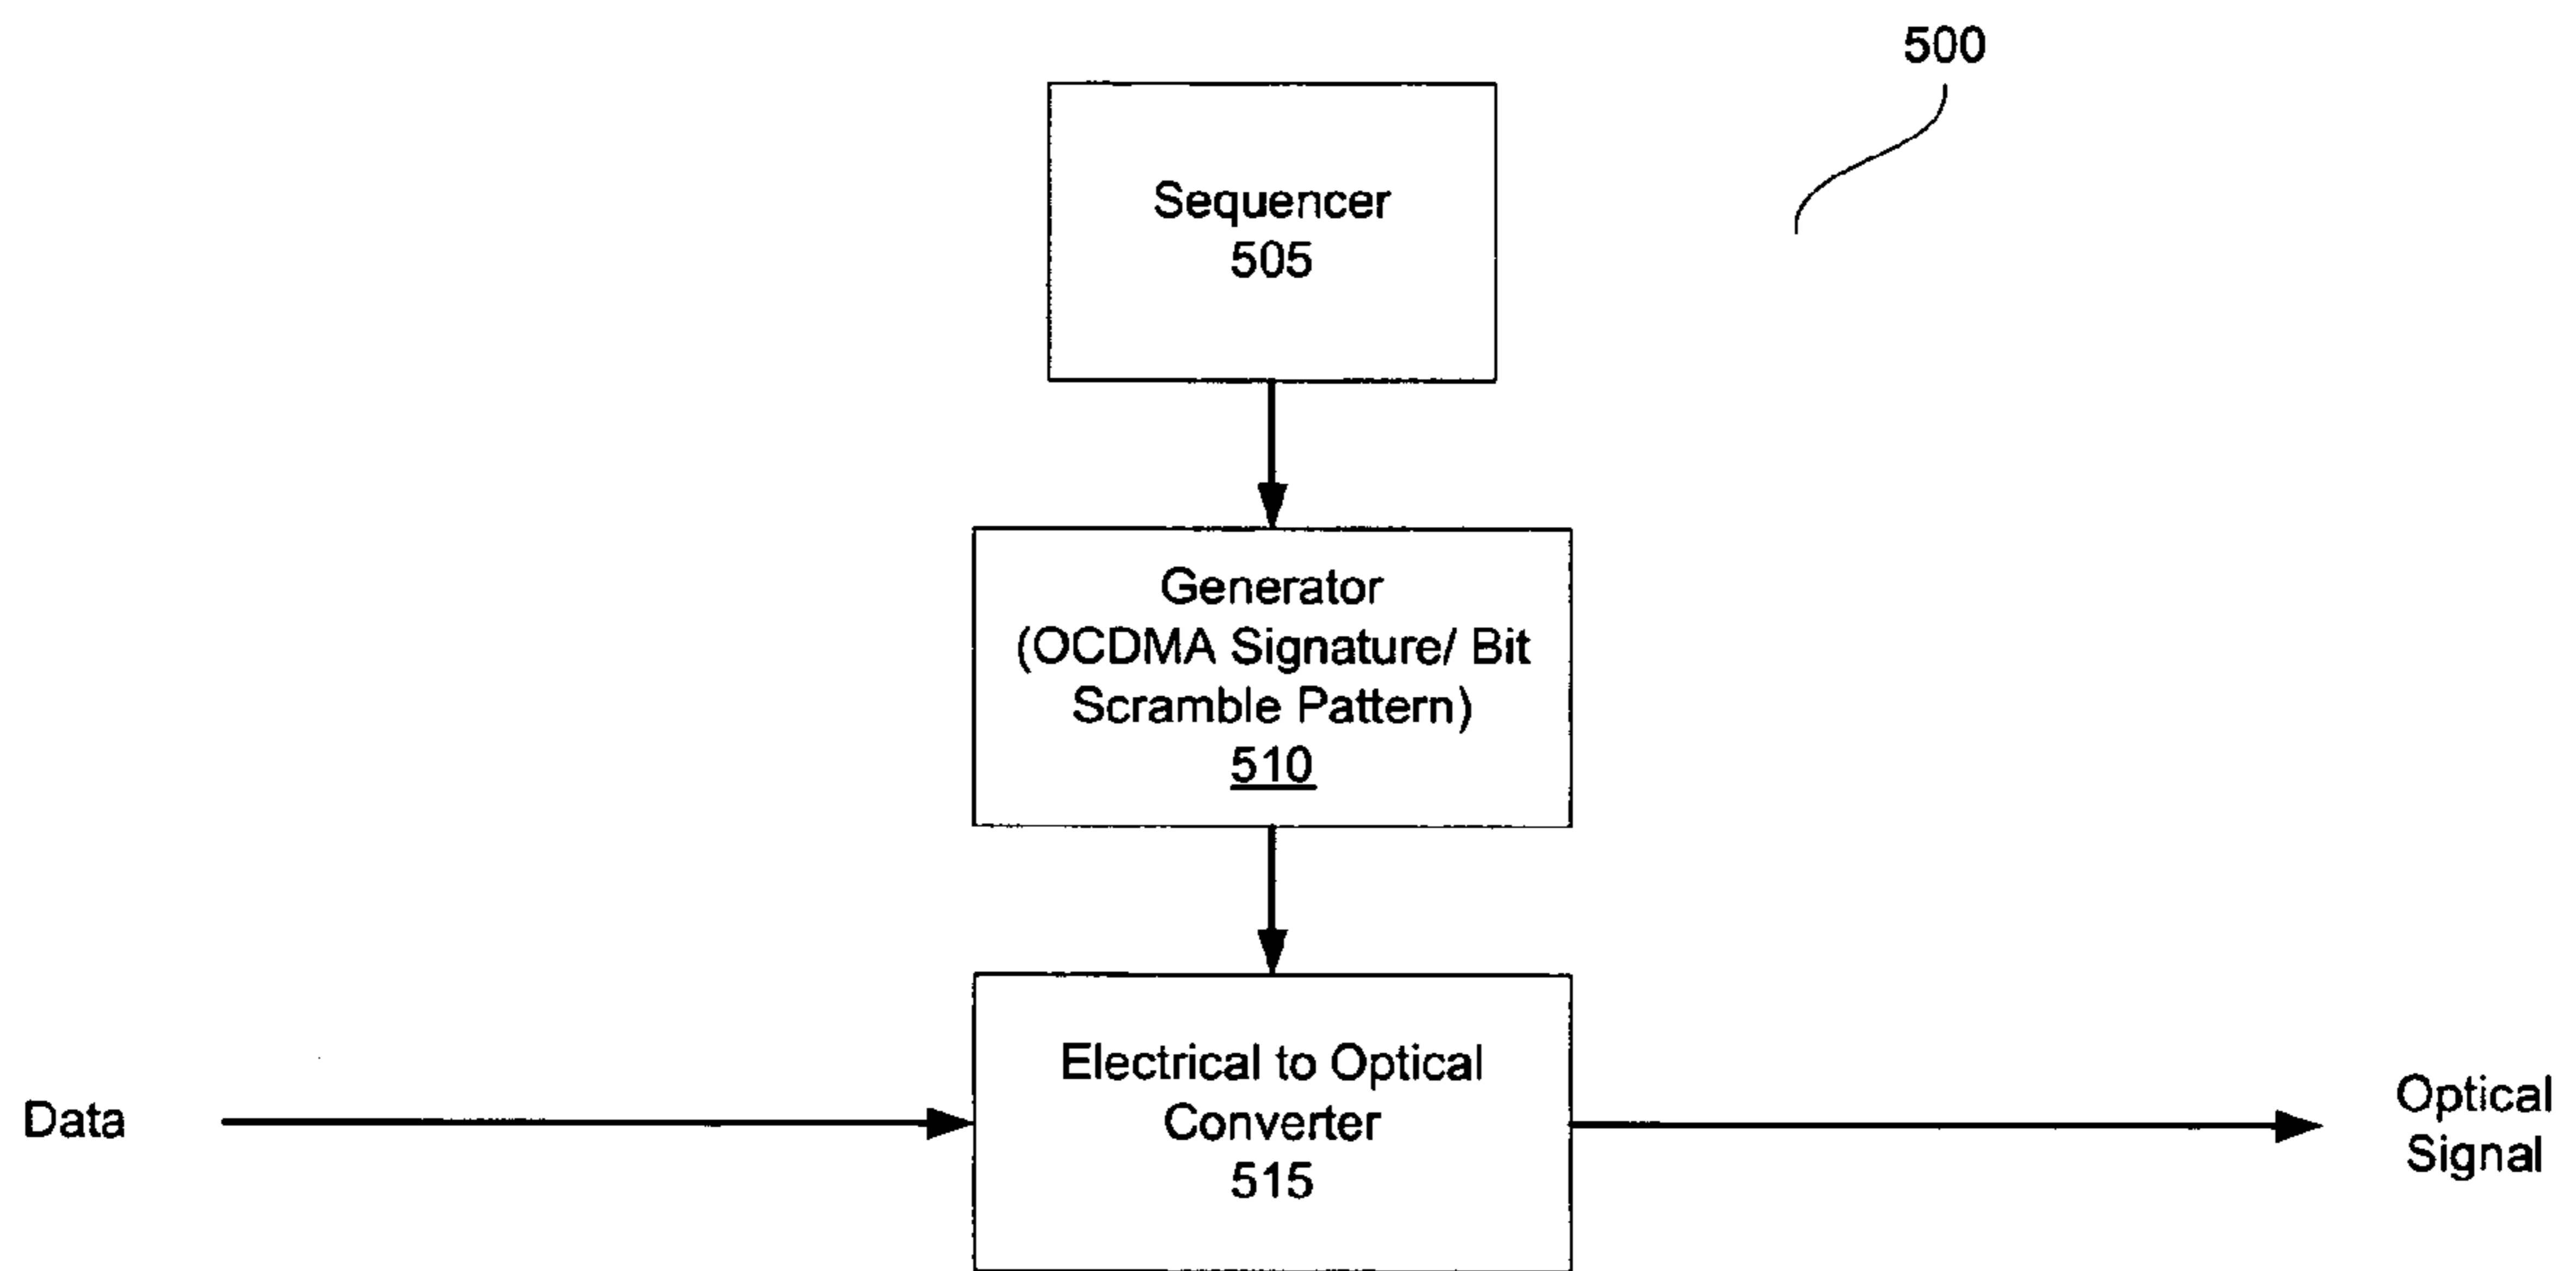 500
Sequencer
505
Generator
(OCDMA Signature/ Bit
Scramble Pattern)
510
Electrical to Optical
Converter
515
Data
Optical
Signal